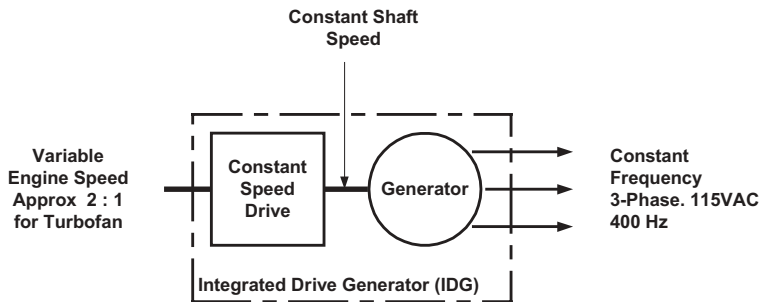 Constant Shaft
Speed
Variable
Engine Speed
Approx 2 : 1
for Turbofan
Constant
Speed
Drive
Generator
Constant
Frequency
3-Phase. 115VAC
400 Hz
Integrated Drive Generator (IDG)